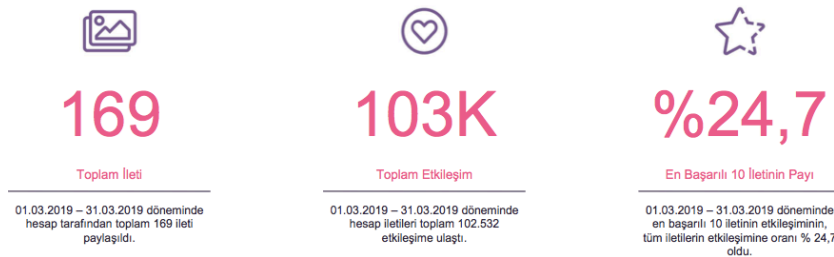 169
103K
%24,7
Toplam İleti
Toplam Etkileşim
En Başarılı 10 İletinin Payı
01.03.2019 – 31.03.2019 döneminde
hesap tarafından toplam 169 ileti
paylaşıldı.
01.03.2019 – 31.03.2019 döneminde
hesap iletileri toplam 102.532
etkileşime ulaştı.
01.03.2019 – 31.03.2019 döneminde
en başarılı 10 iletinin etkileşiminin,
tüm iletilerin etkileşimine oranı % 24,7
oldu.